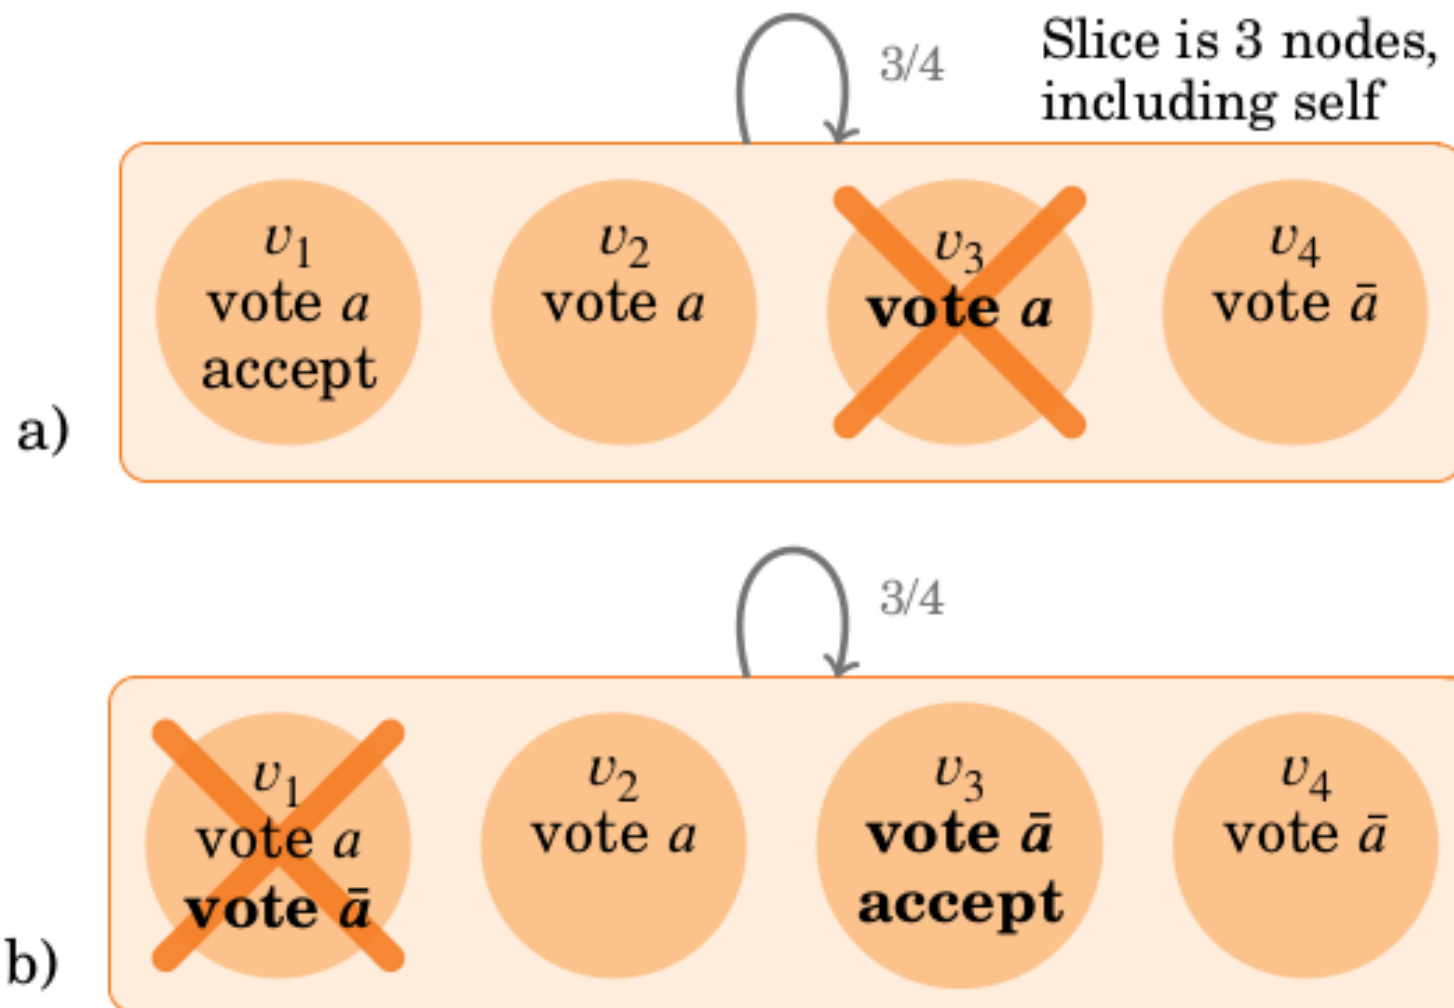 3/4
Slice is 3 nodes,
including self
a)
v₁
vote a
accept
v₂
vote a
v₃
vote a
v₄
vote ā
3/4
b)
v₁
vote a
vote ā
v₂
vote a
v₃
vote ā
accept
v₄
vote ā